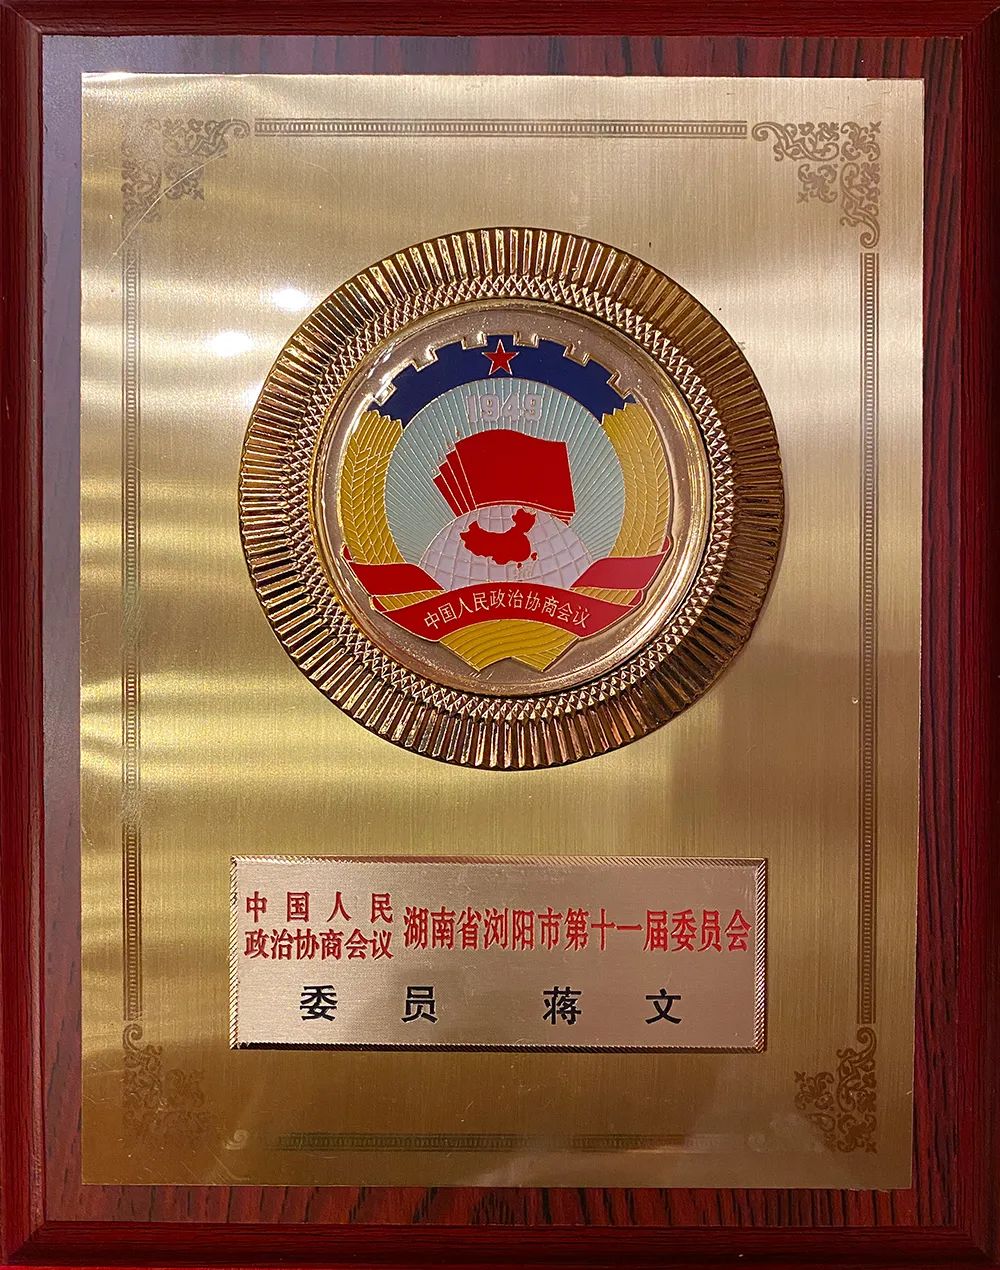 1949
中国人民政治协商会议
中国人民
政治协商会议
湖南省浏阳市第十一届委员会
委员 蒋文